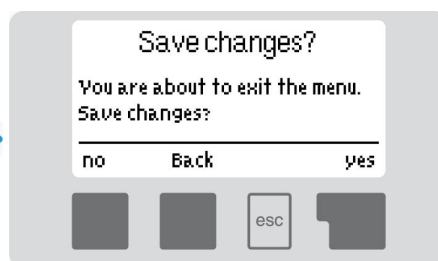 Save changes?
You are about to exit the menu.
Save changes?
no Back yes
esc